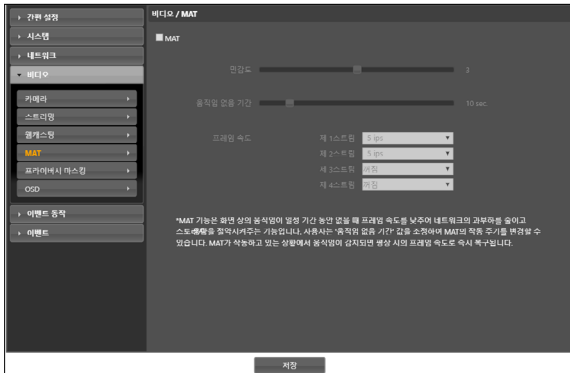 간편 설정
시스템
네트워크
비디오
카메라
스트리밍
웹캐스팅
MAT
프라이버시 마스킹
OSD
이벤트 동작
이벤트
비디오 / MAT
MAT
민감도 3
움직임 없음 기간 10 sec.
프레임 속도 제 1스트림 5 ips
제 2스트림 5 ips
제 3스트림 꺼짐
제 4스트림 꺼짐
*MAT 기능은 화면 상의 움직임이 일정 기간 동안 없을 때 프레임 속도를 낮추어 네트워크의 과부하를 줄이고
을 절약시켜주는 기능입니다. 사용자는 '움직임 없음 기간' 값을 조정하여 MAT의 작동 주기를 변경할 수
있습니다. MAT가 작동하고 있는 상황에서 움직임이 감지되면 평상 시의 프레임 속도로 즉시 복구됩니다.
저장